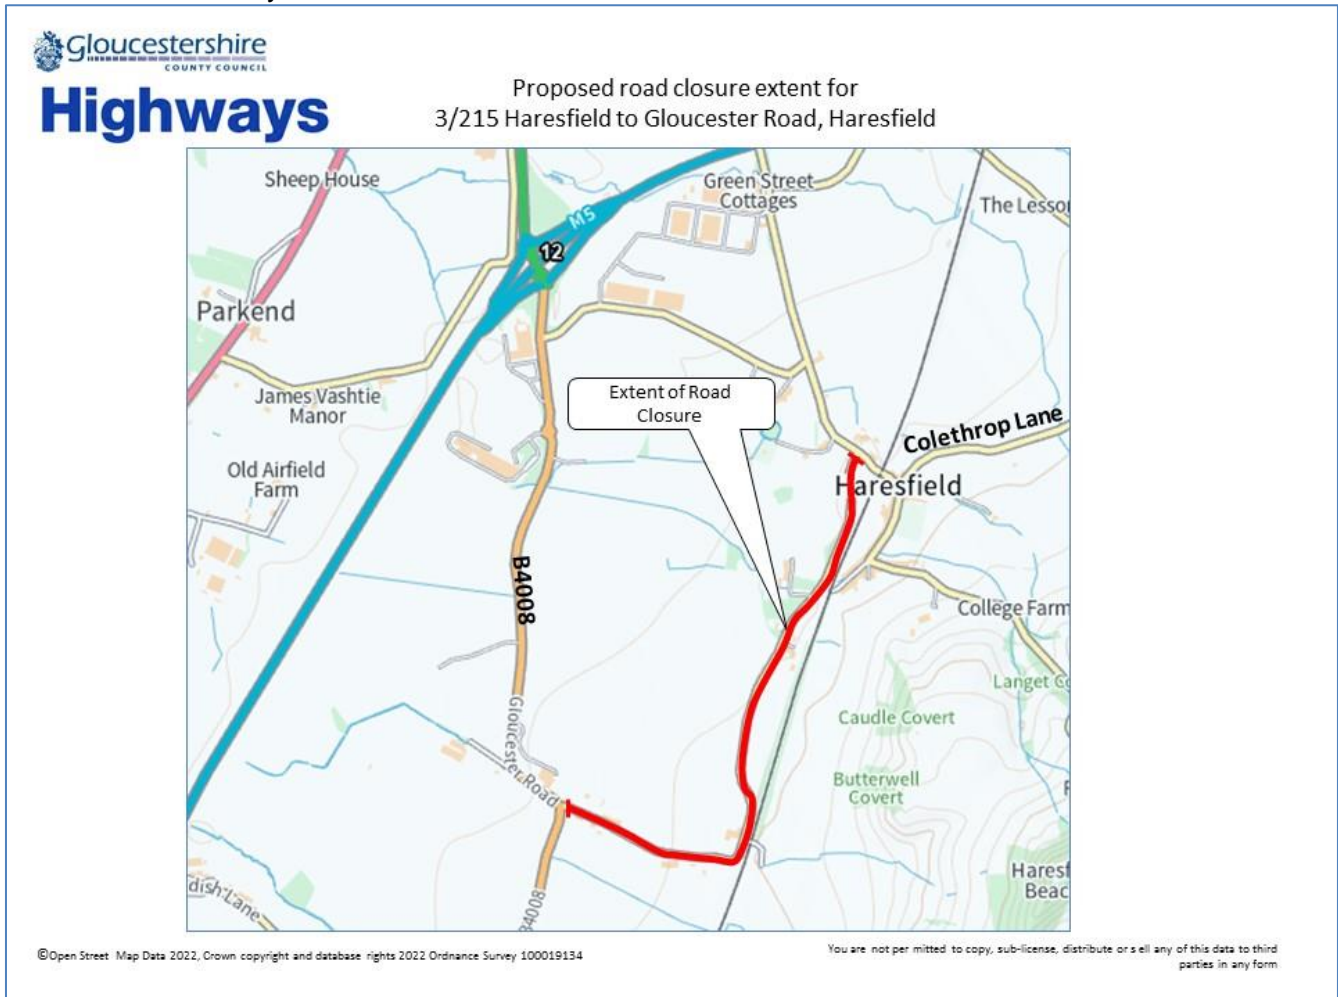 Gloucestershire
COUNTY COUNCIL
Highways
Proposed road closure extent for
3/215 Haresfield to Gloucester Road, Haresfield
Sheep House
Green Street
Cottages
The Lesso
M5
12
Parkend
James Vashtie
Manor
Extent of Road
Closure
Colethrop Lane
Old Airfield
Farm
Haresfield
B4008
College Farm
Langet C
Caudle Covert
Gloucester Road
Butterwell
Covert
Haresf
Beac
dish Lane
B4008
©Open Street Map Data 2022, Crown copyright and database rights 2022 Ordnance Survey 100019134
You are not per mitted to copy, sub-license, distribute or s ell any of this data to third
parties in any form